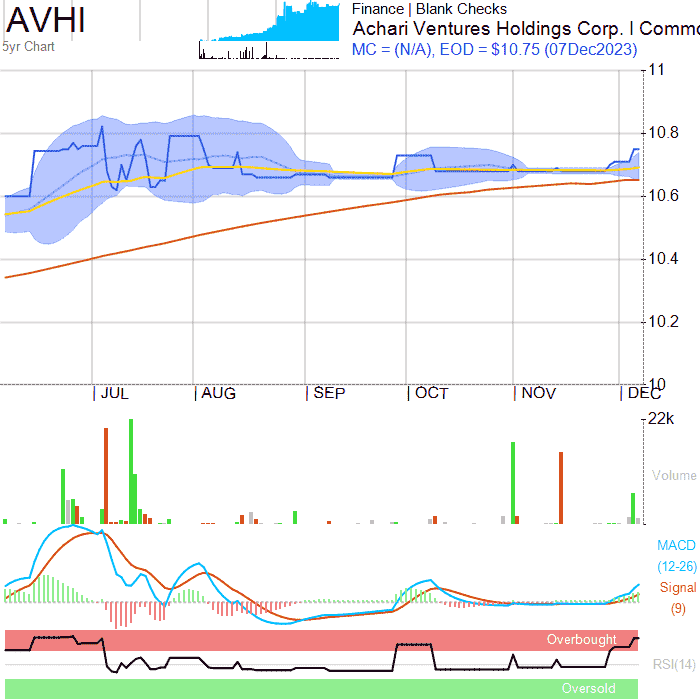 AVHI
5yr Chart
Finance | Blank Checks
Achari Ventures Holdings Corp. I Commo
MC = (N/A), EOD = $10.75 (07Dec2023)
11
10.8
10.6
10.4
10.2
10
JUL AUG SEP OCT NOV DEC
22k
Volume
MACD
(12-26)
Signal
(9)
Overbought
RSI(14)
Oversold